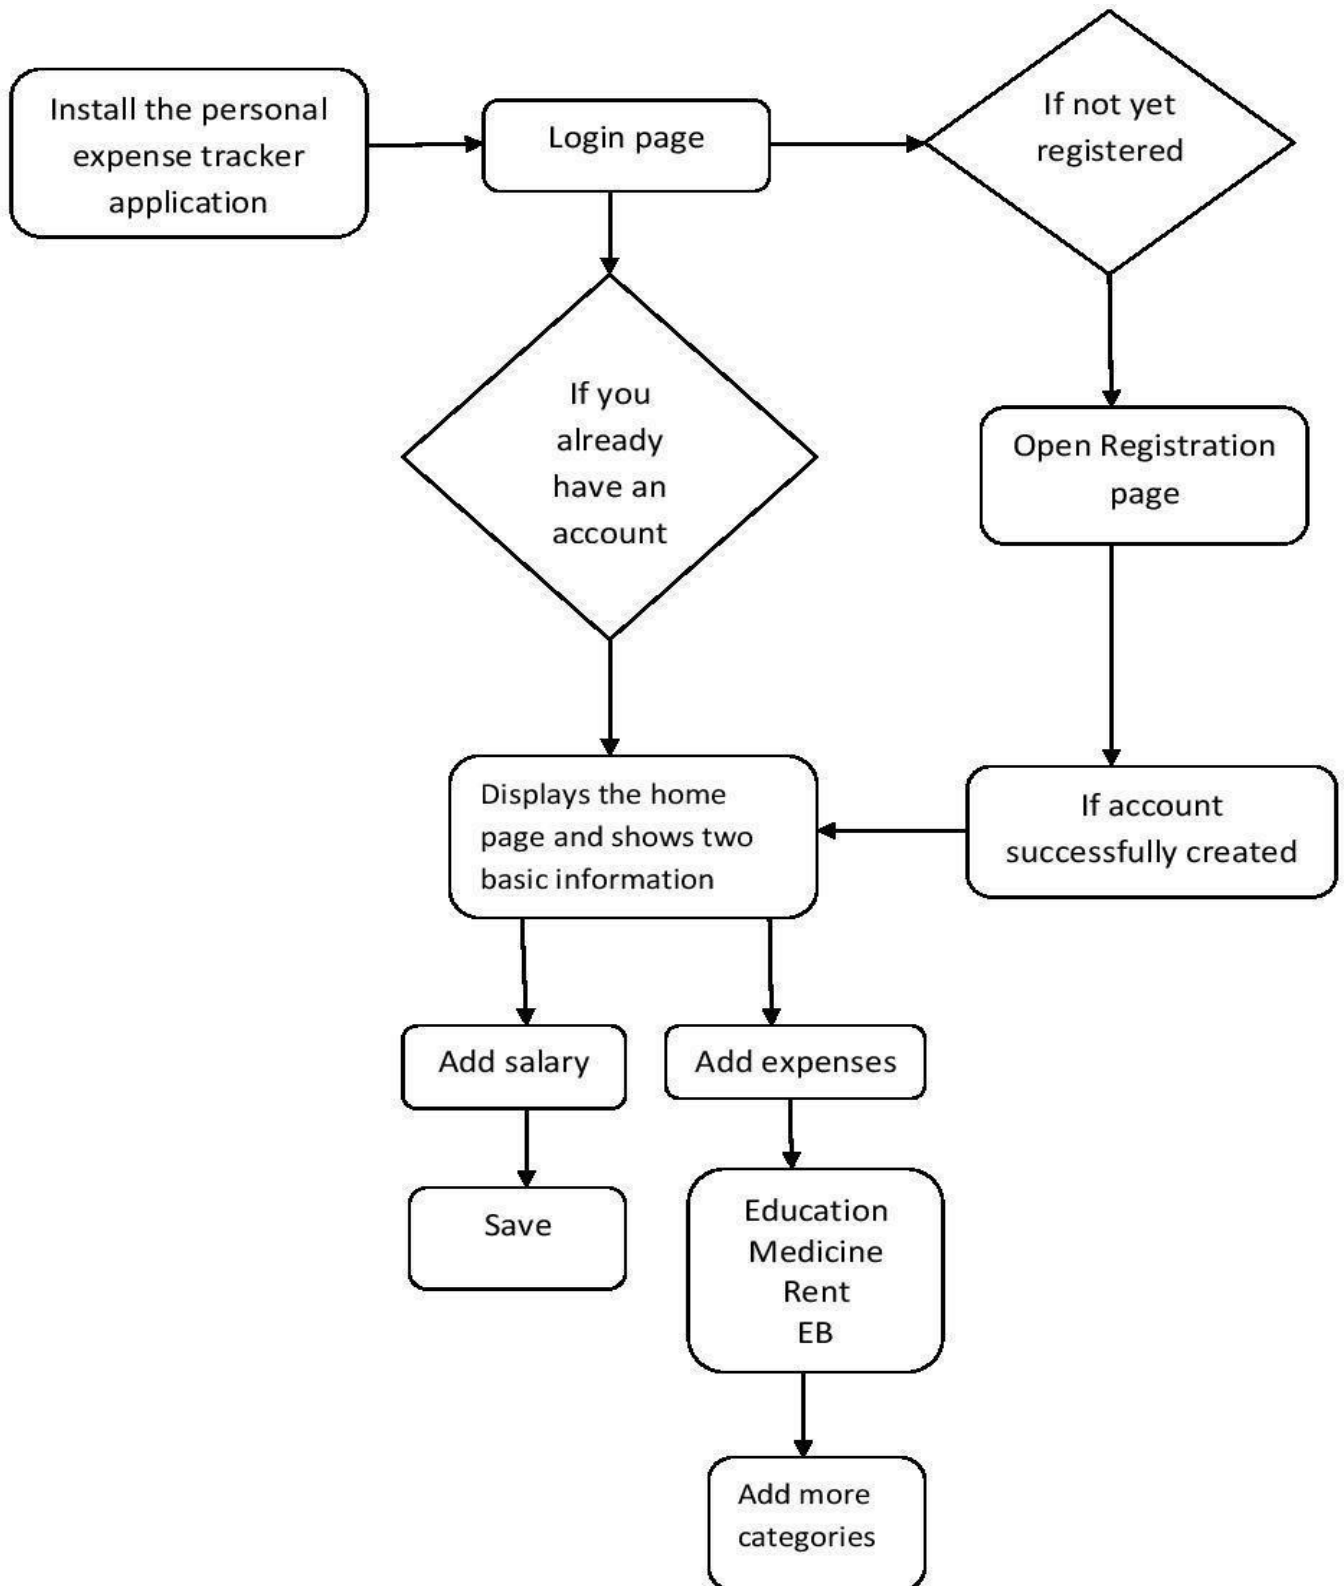 Install the personal
expense tracker
application
Login page
If not yet
registered
If you
already
have an
account
Open Registration
page
Displays the home
page and shows two
basic information
If account
successfully created
Add salary
Add expenses
Save
Education
Medicine
Rent
EB
Add more
categories